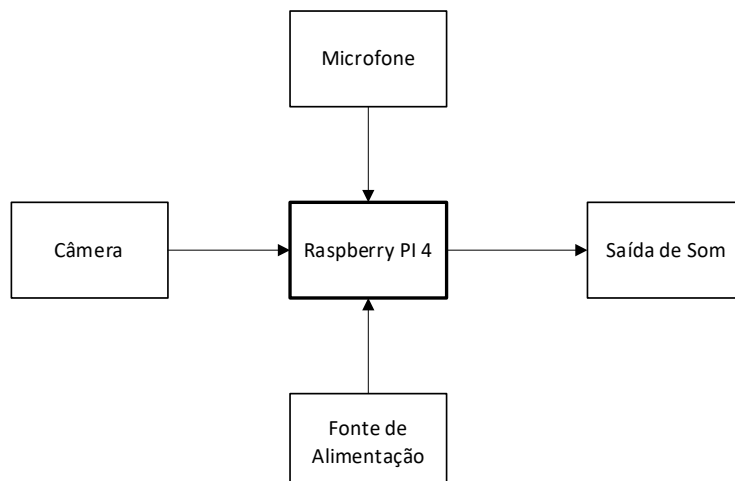 Microfone
Câmera
Raspberry PI 4
Saída de Som
Fonte de
Alimentação